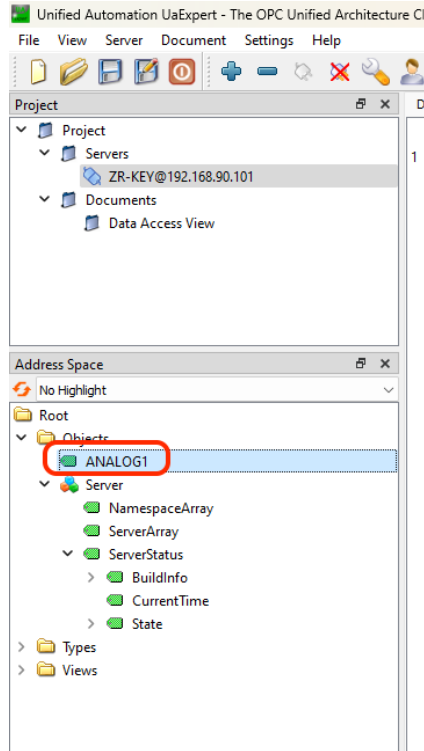 Unified Automation UaExpert - The OPC Unified Architecture Cl
File View Server Document Settings Help
Project
D
Project
1
Servers
ZR-KEY@192.168.90.101
Documents
Data Access View
Address Space
No Highlight
Root
Objects
ANALOG1
Server
NamespaceArray
ServerArray
ServerStatus
BuildInfo
CurrentTime
State
Types
Views